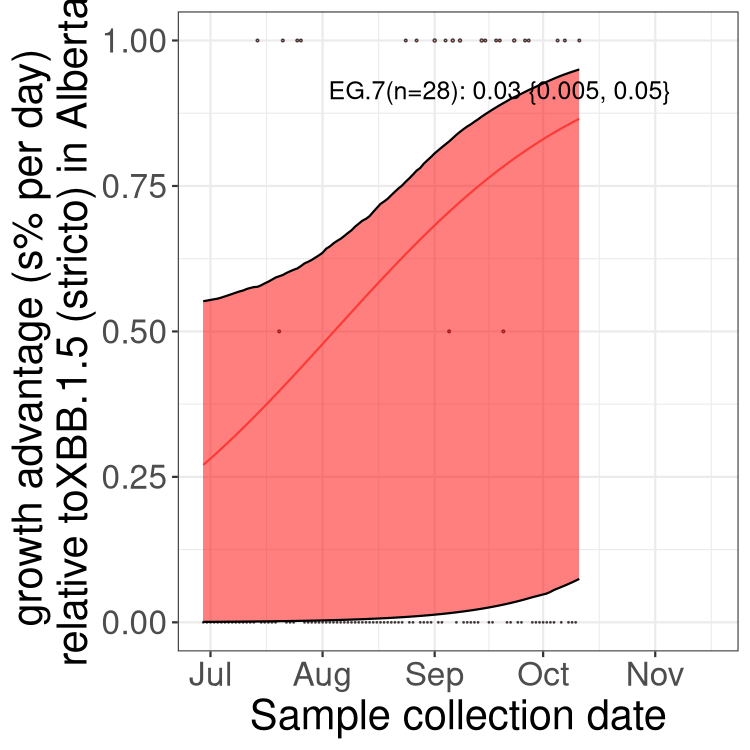 growth advantage (s% per day)
relative toXBB.1.5 (stricto) in Alberta
1.00
0.75
0.50
0.25
0.00
EG.7(n=28): 0.03 {0.005, 0.05}
Jul Aug Sep Oct Nov
Sample collection date